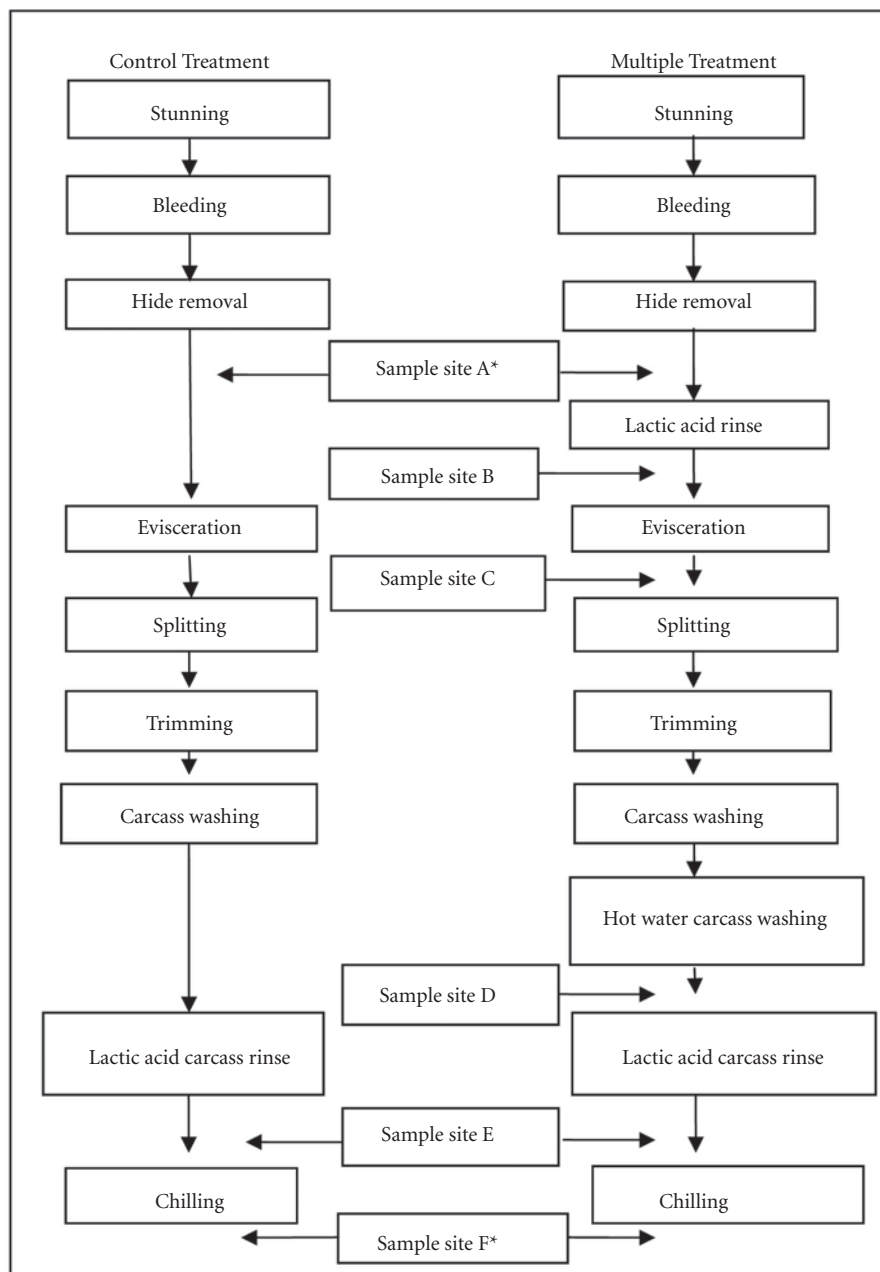 Control Treatment
Multiple Treatment
Stunning
Stunning
Bleeding
Bleeding
Hide removal
Hide removal
Sample site A*
Lactic acid rinse
Sample site B
Evisceration
Evisceration
Sample site C
Splitting
Splitting
Trimming
Trimming
Carcass washing
Carcass washing
Hot water carcass washing
Sample site D
Lactic acid carcass rinse
Lactic acid carcass rinse
Sample site E
Chilling
Chilling
Sample site F*